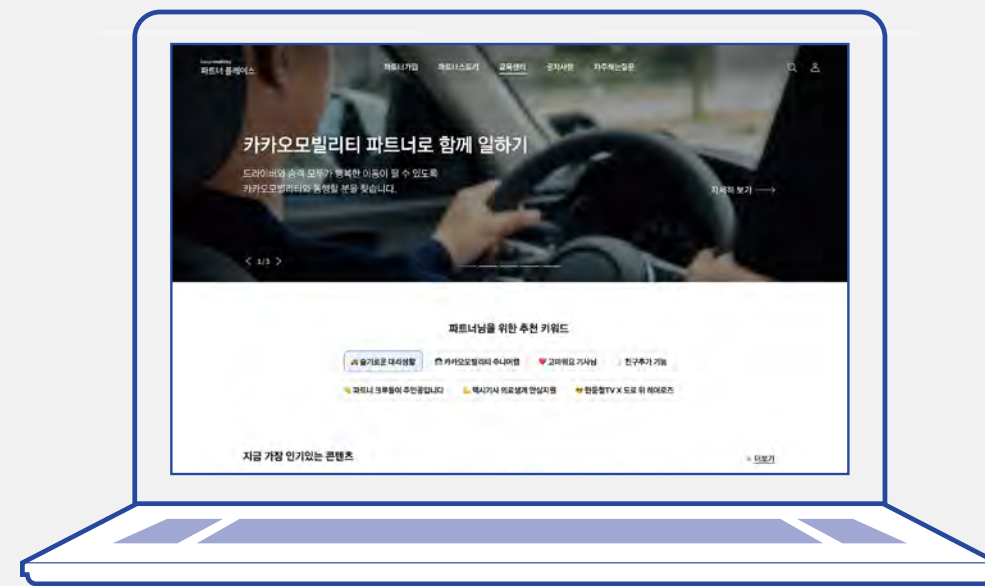 kakao mobility
파트너 플레이스
파트너가입 파트너스토리 교육센터 공지사항 자주하는질문
카카오모빌리티 파트너로 함께 일하기
드라이버와 승객 모두가 행복한 이동이 될 수 있도록
카카오모빌리티와 동행할 분을 찾습니다.
자세히 보기
1/5
파트너님을 위한 추천 키워드
슬기로운 대리생활 카카오모빌리티 주니어랩 고마워요 기사님 친구추가 기능
파트너 크루들이 주인공입니다 택시기사 의료생계 안심지원 한문철TV X 도로 위 히어로즈
지금 가장 인기있는 콘텐츠
더보기